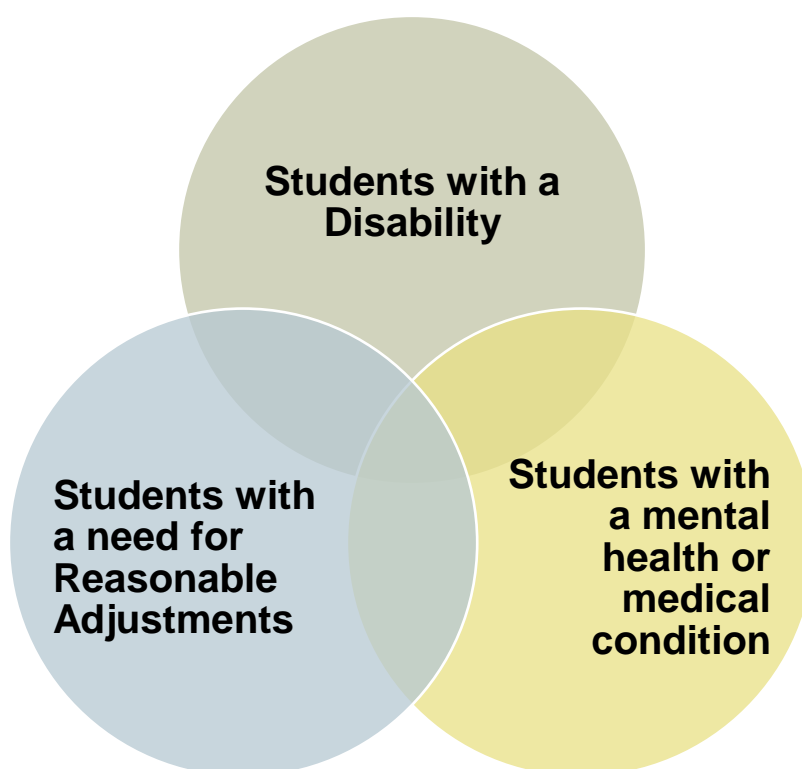 Students with a
Disability
Students with
a need for
Reasonable
Adjustments
Students with
a mental
health or
medical
condition